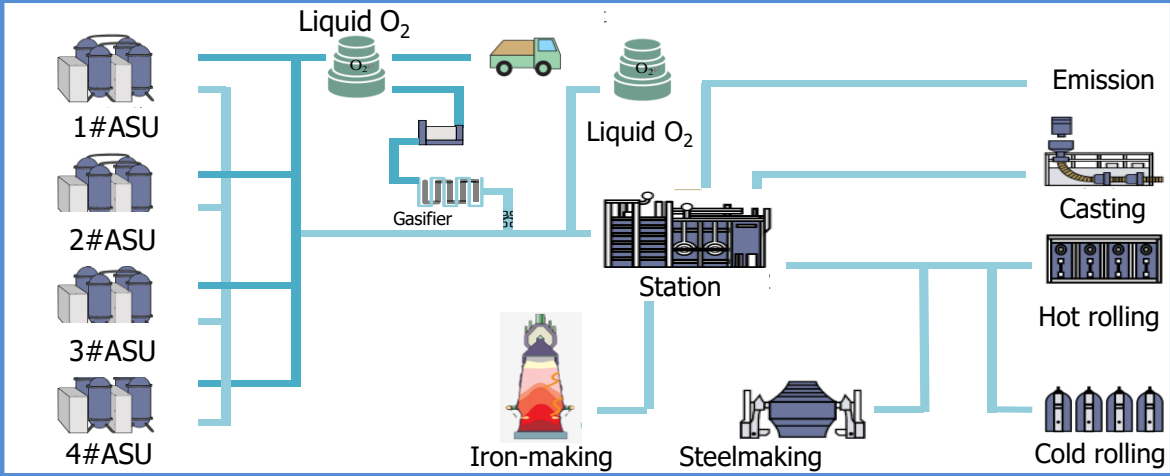 Liquid O₂
O₂
1#ASU
2#ASU
3#ASU
4#ASU
Gasifier
O₂
Liquid O₂
Station
Iron-making
Steelmaking
Emission
Casting
Hot rolling
Cold rolling